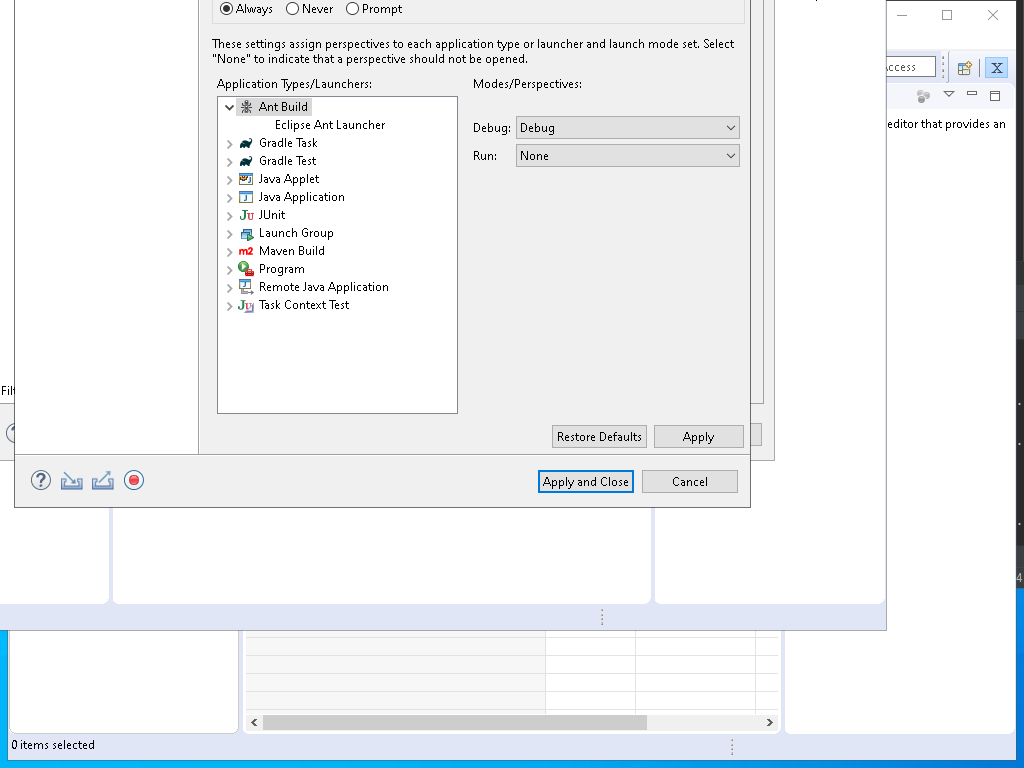 Always
Never
Prompt
These settings assign perspectives to each application type or launcher and launch mode set. Select
"None" to indicate that a perspective should not be opened.
Application Types/Launchers:
Modes/Perspectives:
Ant Build
Eclipse Ant Launcher
Gradle Task
Gradle Test
Java Applet
Java Application
JUnit
Launch Group
Maven Build
Program
Remote Java Application
Task Context Test
Debug:
Debug
Run:
None
Restore Defaults
Apply
Apply and Close
Cancel
editor that provides an
0 items selected